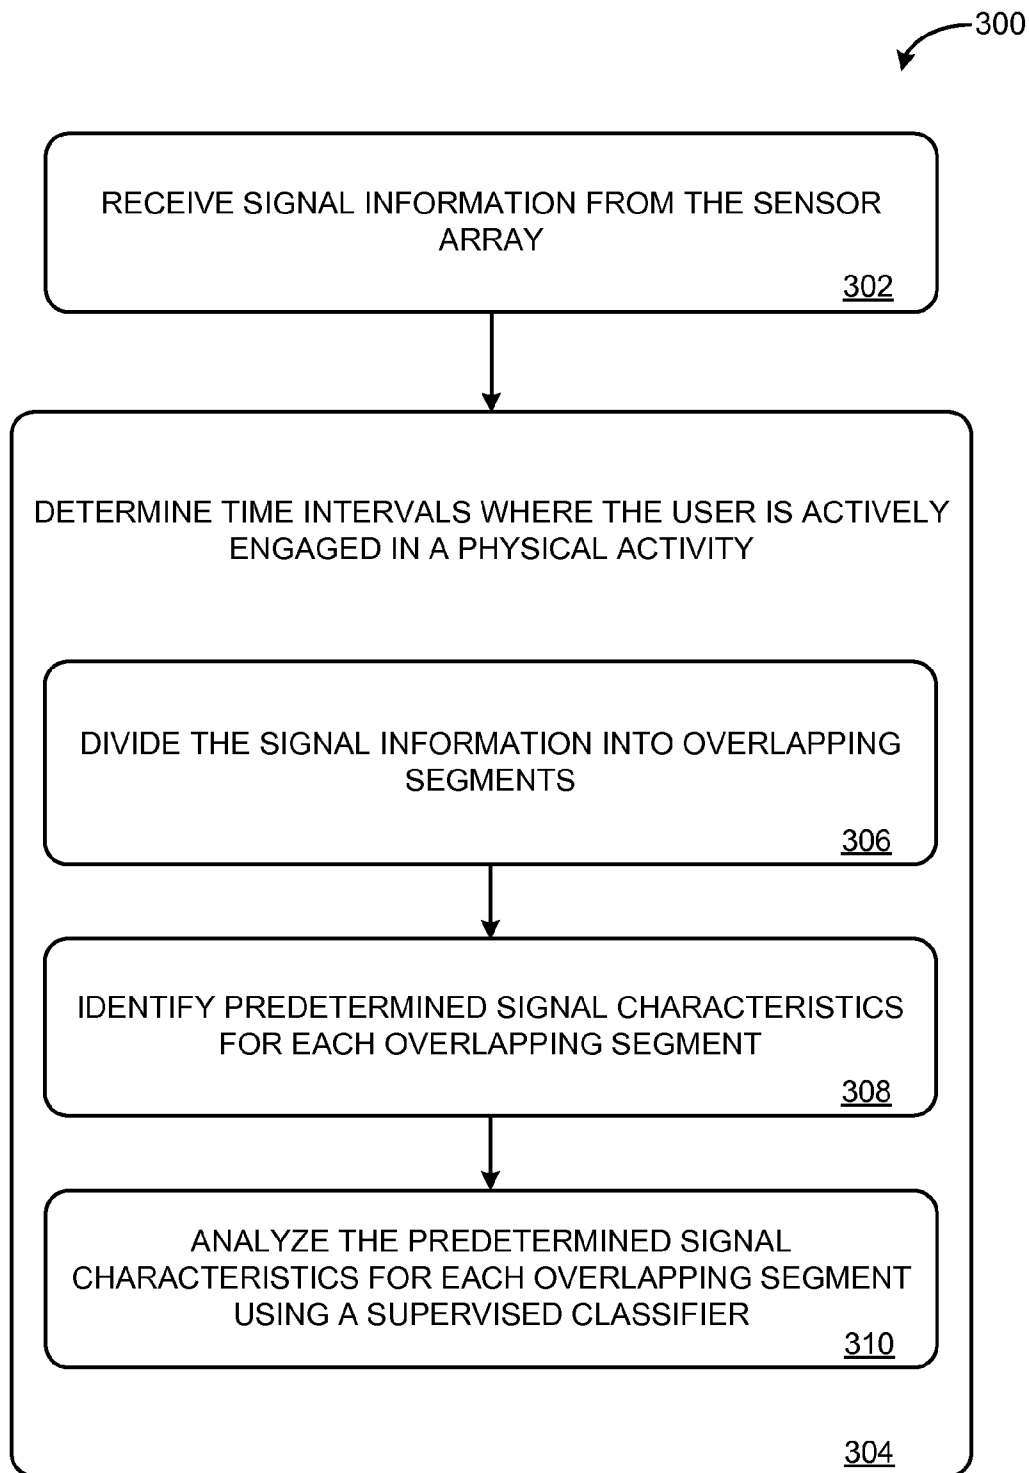 300
RECEIVE SIGNAL INFORMATION FROM THE SENSOR
ARRAY
302
DETERMINE TIME INTERVALS WHERE THE USER IS ACTIVELY
ENGAGED IN A PHYSICAL ACTIVITY
DIVIDE THE SIGNAL INFORMATION INTO OVERLAPPING
SEGMENTS
306
IDENTIFY PREDETERMINED SIGNAL CHARACTERISTICS
FOR EACH OVERLAPPING SEGMENT
308
ANALYZE THE PREDETERMINED SIGNAL
CHARACTERISTICS FOR EACH OVERLAPPING SEGMENT
USING A SUPERVISED CLASSIFIER
310
304